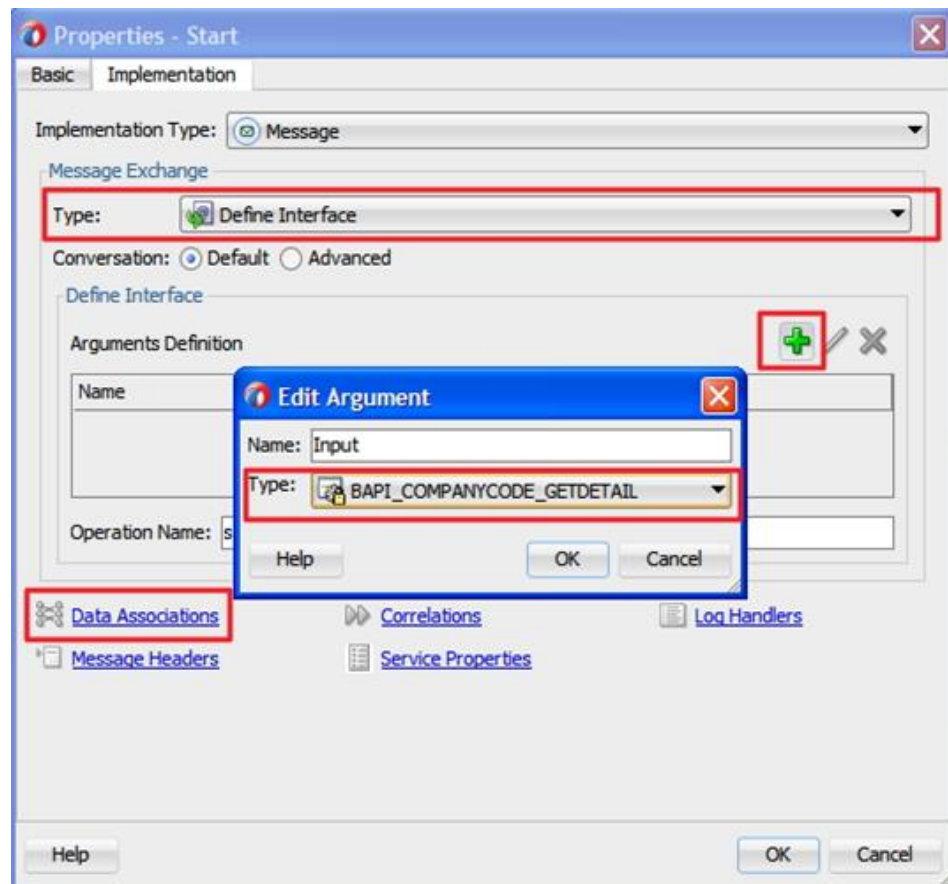 Properties - Start
Basic Implementation
Implementation Type: Message
Message Exchange
Type: Define Interface
Conversation: Default Advanced
Define Interface
Arguments Definition
Name
Edit Argument
Name: Input
Type: BAPI_COMPANYCODE_GETDETAIL
Operation Name: s
Help OK Cancel
Data Associations Correlations Log Handlers
Message Headers Service Properties
Help OK Cancel